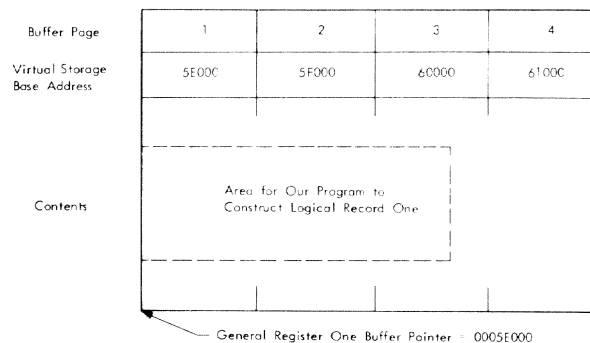 Buffer Page 1 2 3 4
Virtual Storage
Base Address 5E000 5F000 60000 61000
Contents
Area for Our Program to
Construct Logical Record One
General Register One Buffer Pointer = 0005E000